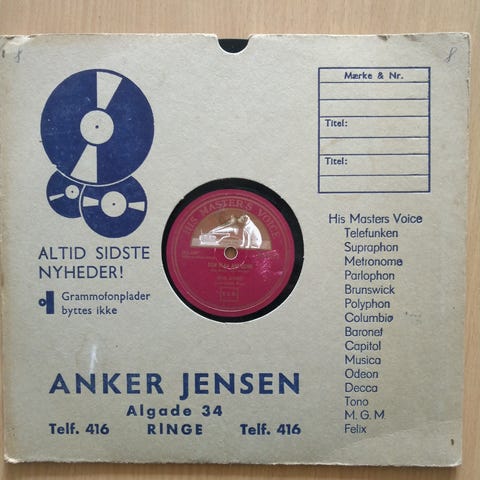 8
8
Mærke & Nr.
Titel:
Titel:
HIS MASTER'S VOICE
ALTID SIDSTE
NYHEDER!
Grammofonplader
byttes ikke
His Masters Voice
Telefunken
Supraphon
Metronome
Parlophon
Brunswick
Polyphon
Columbia
Baronet
Capitol
Musica
Odeon
Decca
Tono
M. G. M.
Felix
ANKER JENSEN
Algade 34
Telf. 416 RINGE Telf. 416